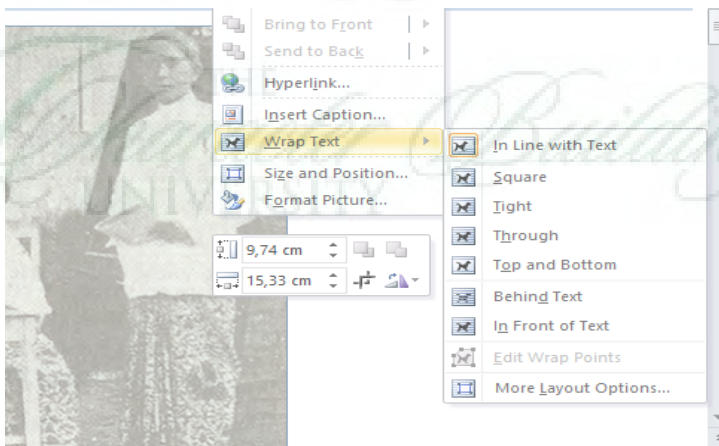 Bring to Front
Send to Back
Hyperlink...
Insert Caption...
Wrap Text
Size and Position...
Format Picture...
9,74 cm
15,33 cm
In Line with Text
Square
Tight
Through
Top and Bottom
Behind Text
In Front of Text
Edit Wrap Points
More Layout Options...
THE
UNIVERSITY